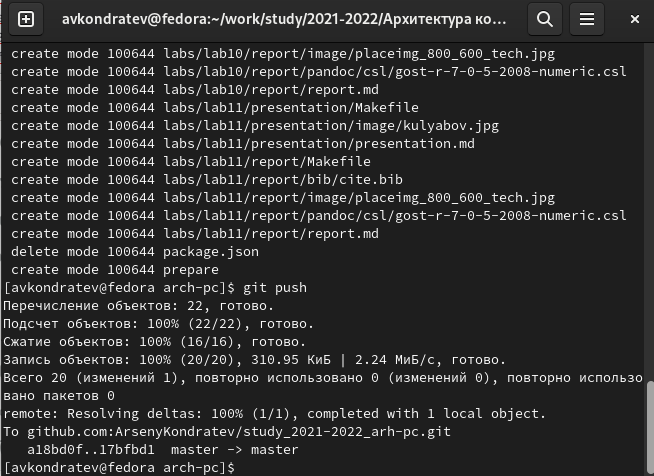 avkondratev@fedora:~/work/study/2021-2022/Архитектура ко...
create mode 100644 labs/lab10/report/image/placeimg_800_600_tech.jpg
create mode 100644 labs/lab10/report/pandoc/csl/gost-r-7-0-5-2008-numeric.csl
create mode 100644 labs/lab10/report/report.md
create mode 100644 labs/lab11/presentation/Makefile
create mode 100644 labs/lab11/presentation/image/kulyabov.jpg
create mode 100644 labs/lab11/presentation/presentation.md
create mode 100644 labs/lab11/report/Makefile
create mode 100644 labs/lab11/report/bib/cite.bib
create mode 100644 labs/lab11/report/image/placeimg_800_600_tech.jpg
create mode 100644 labs/lab11/report/pandoc/csl/gost-r-7-0-5-2008-numeric.csl
create mode 100644 labs/lab11/report/report.md
delete mode 100644 package.json
create mode 100644 prepare
[avkondratev@fedora arch-pc]$ git push
Перечисление объектов: 22, готово.
Подсчет объектов: 100% (22/22), готово.
Сжатие объектов: 100% (16/16), готово.
Запись объектов: 100% (20/20), 310.95 КиБ | 2.24 МиБ/с, готово.
Всего 20 (изменений 1), повторно использовано 0 (изменений 0), повторно использо
вано пакетов 0
remote: Resolving deltas: 100% (1/1), completed with 1 local object.
To github.com:ArsenyKondratev/study_2021-2022_arh-pc.git
a18bd0f..17bfbd1  master -> master
[avkondratev@fedora arch-pc]$